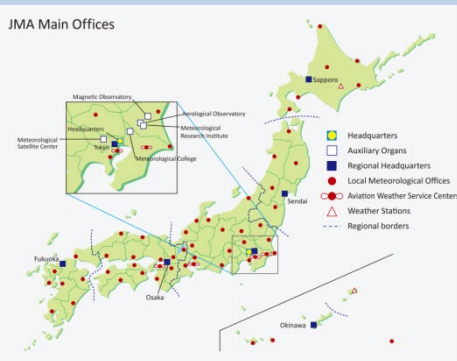 JMA Main Offices
Sapporo
Magnetic Observatory
Aerological Observatory
Headquarters
Meteorological
Research Institute
Meteorological
Satellite Center
Tokyo
Meteorological College
Headquarters
Auxiliary Organs
Regional Headquarters
Local Meteorological Offices
Aviation Weather Service Centers
Weather Stations
Regional borders
Sendai
Fukuoka
Osaka
Okinawa